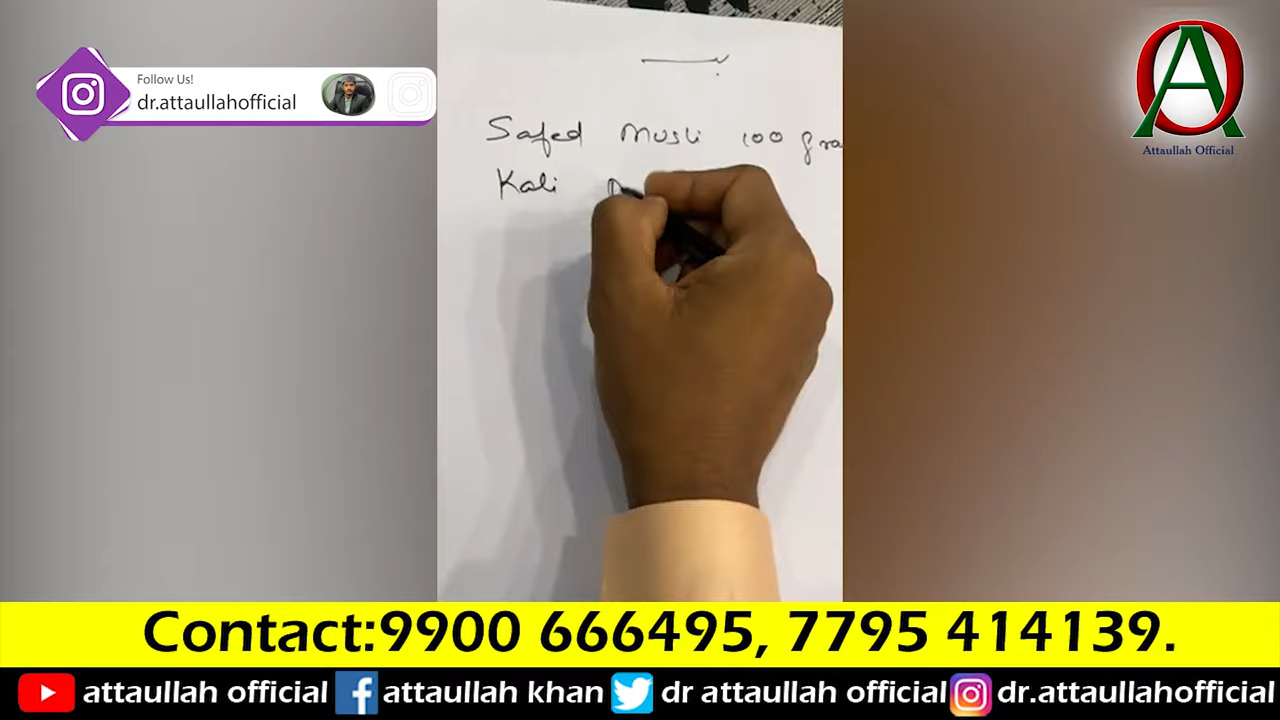 Follow Us!
dr.attaullahofficial
Attaullah Official
Safed Musli 100 gra
Kali
Contact:9900 666495, 7795 414139.
attaullah official
attaullah khan
dr attaullah official
dr.attaullahofficial